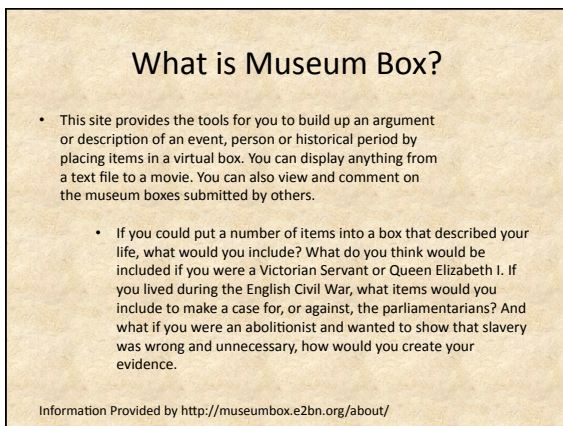 What is Museum Box?
• This site provides the tools for you to build up an argument
or description of an event, person or historical period by
placing items in a virtual box. You can display anything from
a text file to a movie. You can also view and comment on
the museum boxes submitted by others.
• If you could put a number of items into a box that described your
life, what would you include? What do you think would be
included if you were a Victorian Servant or Queen Elizabeth I. If
you lived during the English Civil War, what items would you
include to make a case for, or against, the parliamentarians? And
what if you were an abolitionist and wanted to show that slavery
was wrong and unnecessary, how would you create your
evidence.
Information Provided by http://museumbox.e2bn.org/about/